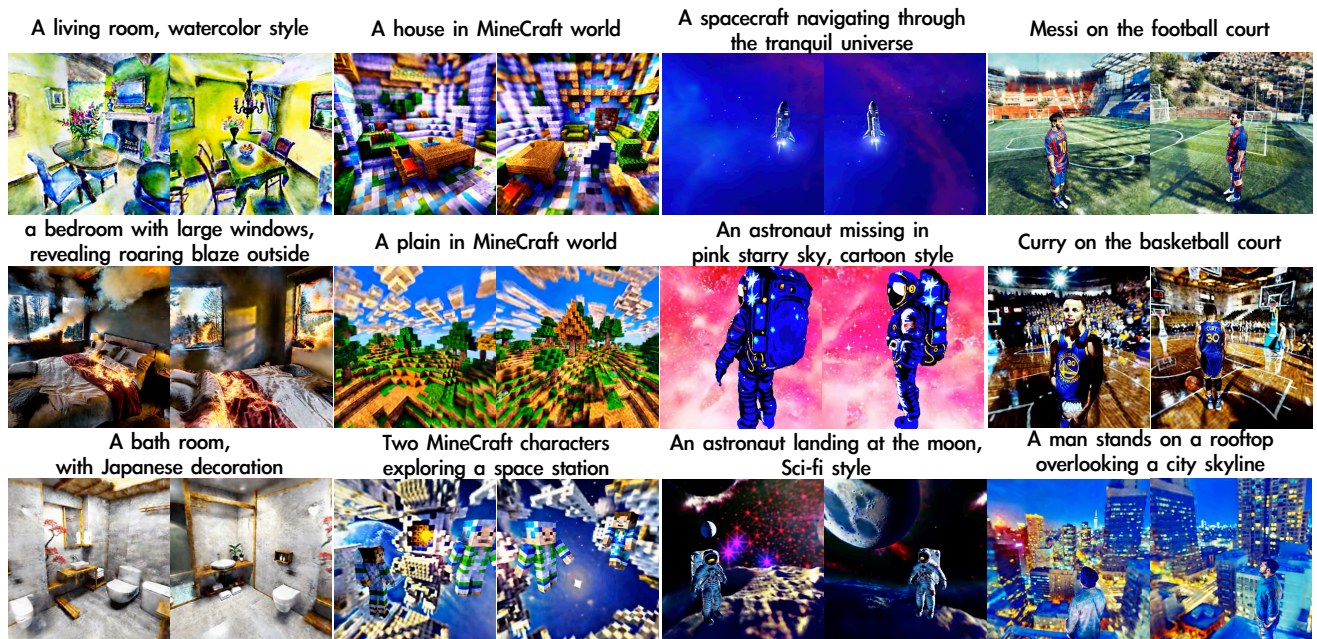 A living room, watercolor style
A house in MineCraft world
A spacecraft navigating through
the tranquil universe
Messi on the football court
a bedroom with large windows,
revealing roaring blaze outside
A plain in MineCraft world
An astronaut missing in
pink starry sky, cartoon style
Curry on the basketball court
CURRY
30
30
A bath room,
with Japanese decoration
Two MineCraft characters
exploring a space station
An astronaut landing at the moon,
Sci-fi style
A man stands on a rooftop
overlooking a city skyline